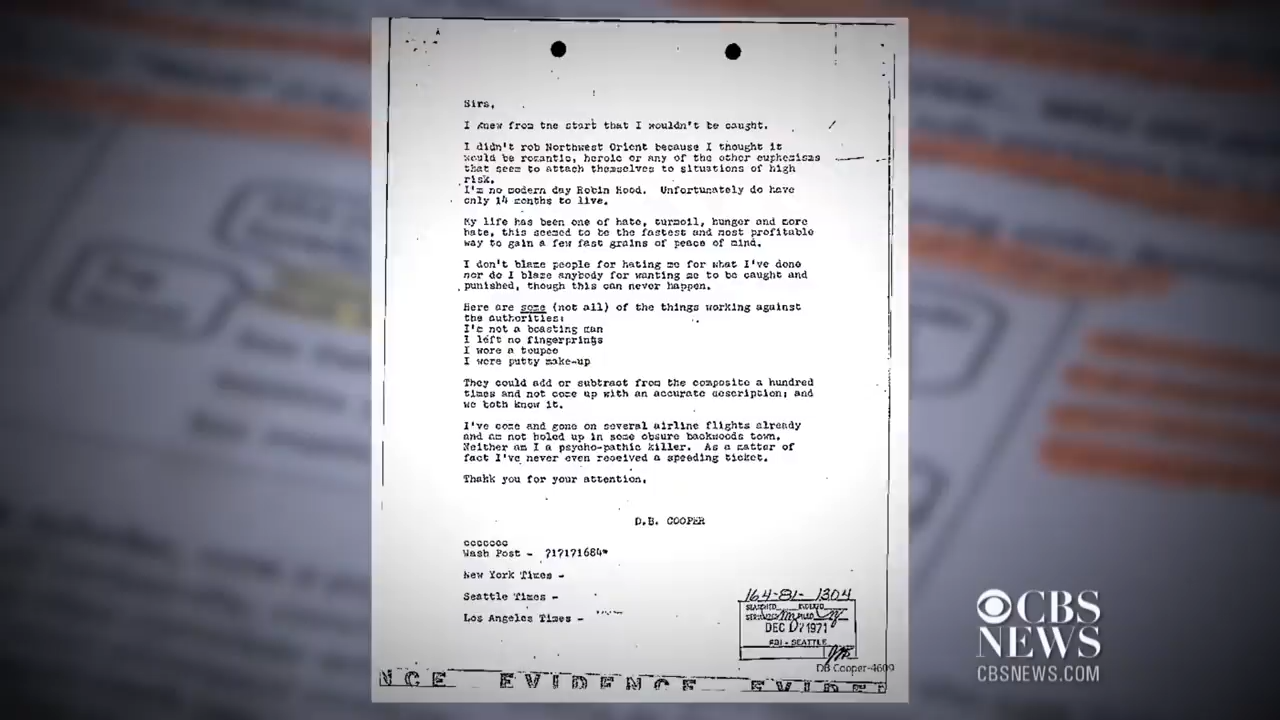 Sirs,
I knew from the start that I wouldn't be caught.
I didn't rob Northwest Orient because I thought it
would be romantic, heroic or any of the other euphemisms
that seem to attach themselves to situations of high
risk.
I'm no modern day Robin Hood. Unfortunately do have
only 14 months to live.
My life has been one of hate, turmoil, hunger and more
hate, this seemed to be the fastest and most profitable
way to gain a few fast grains of peace of mind.
I don't blame people for hating me for what I've done
nor do I blame anybody for wanting me to be caught and
punished, though this can never happen.
Here are some (not all) of the things working against
the authorities:
I'm not a boasting man
I left no fingerprints
I wore a toupee
I wore putty make-up
They could add or subtract from the composite a hundred
times and not come up with an accurate description; and
we both know it.
I've come and gone on several airline flights already
and am not holed up in some obsure backwoods town.
Neither am I a psycho-pathic killer. As a matter of
fact I've never even received a speeding ticket.
Thank you for your attention.
D.B. COOPER
cccccccc
Wash Post - 717171684*
New York Times -
Seattle Times -
Los Angeles Times -
164-81-1304
SEARCHED INDEXED
SERIALIZED FILED
DEC 1971
FBI - SEATTLE
DB Cooper-4609
NCE EVIDENCE EVIDE
CBS
NEWS
CBSNEWS.COM